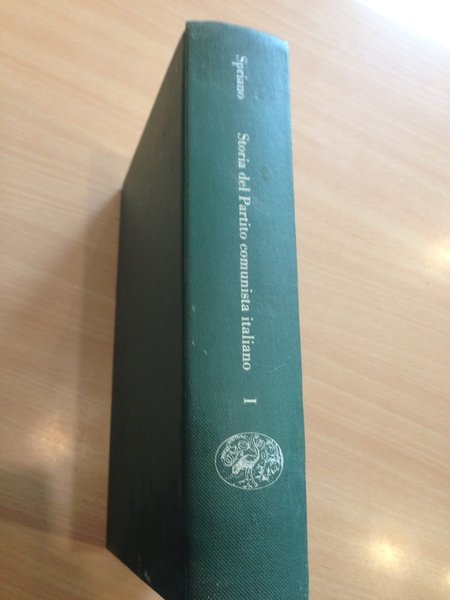 Spriano
Storia del Partito comunista italiano
I